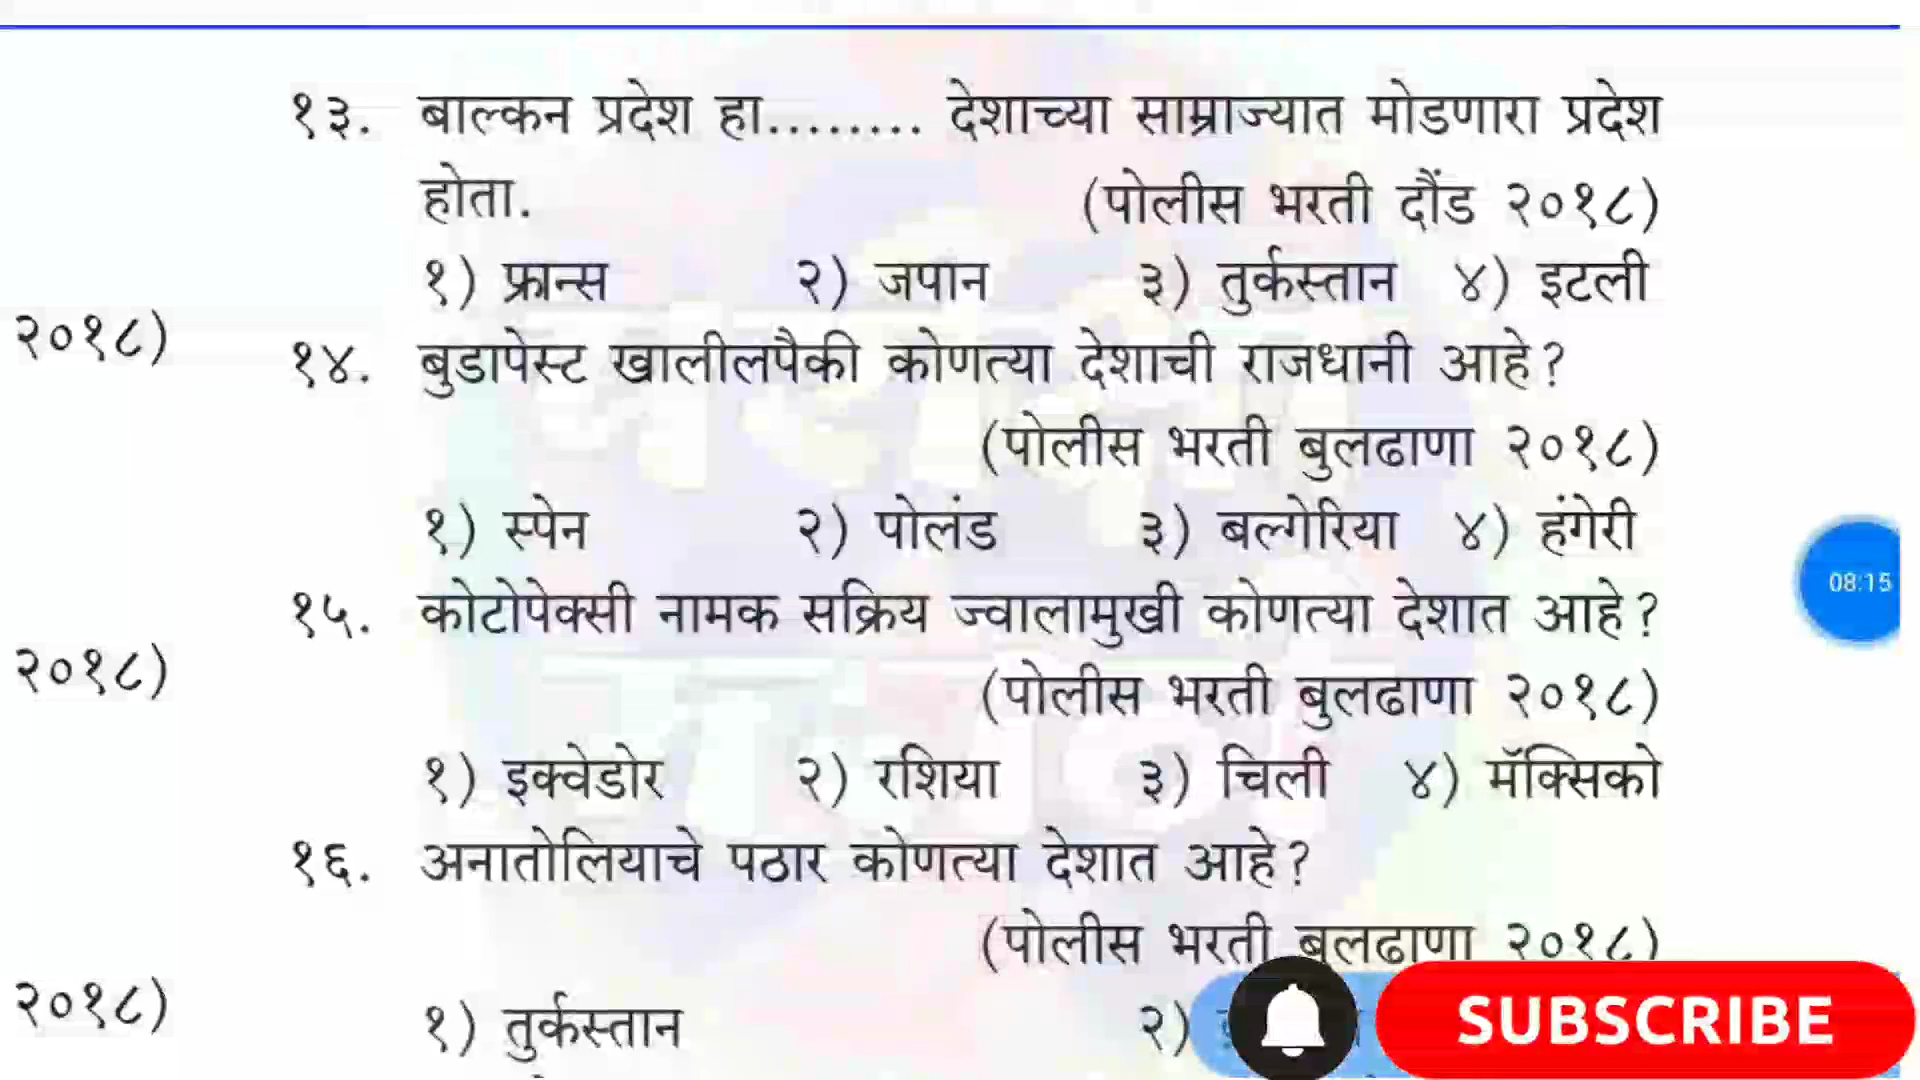 १३. बाल्कन प्रदेश हा........ देशाच्या साम्राज्यात मोडणारा प्रदेश
होता. (पोलीस भरती दौंड २०१८)
१) फ्रान्स २) जपान ३) तुर्कस्तान ४) इटली
२०१८)
१४. बुडापेस्ट खालीलपैकी कोणत्या देशाची राजधानी आहे?
(पोलीस भरती बुलढाणा २०१८)
१) स्पेन २) पोलंड ३) बल्गेरिया ४) हंगेरी
08:15
१५. कोटोपेक्सी नामक सक्रिय ज्वालामुखी कोणत्या देशात आहे?
२०१८)
(पोलीस भरती बुलढाणा २०१८)
१) इक्वेडोर २) रशिया ३) चिली ४) मॅक्सिको
१६. अनातोलियाचे पठार कोणत्या देशात आहे?
(पोलीस भरती बुलढाणा २०१८)
२०१८)
१) तुर्कस्तान २)
SUBSCRIBE